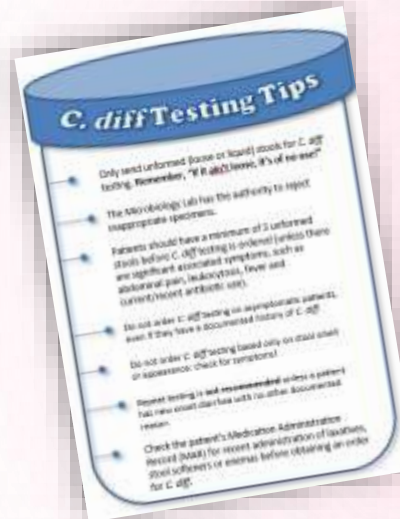 C. diff Testing Tips
Only send unformed (loose or liquid) stools for C. diff
testing. Remember, "If it ain't loose, it's of no use!"
The Microbiology Lab has the authority to reject
inappropriate specimens.
Patients should have a minimum of 3 unformed
stools before C. diff testing is ordered (unless there
are significant associated symptoms, such as
abdominal pain, leukocytosis, fever and
current/recent antibiotic use).
Do not order C. diff testing on asymptomatic patients,
even if they have a documented history of C. diff
Do not order C. diff testing based only on stool smell
or appearance: check for symptoms!
Repeat testing is not recommended unless a patient
has new onset diarrhea with no other documented
reason.
Check the patient's Medication Administration
Record (MAR) for recent administration of laxatives,
stool softeners or enemas before obtaining an order
for C. diff.